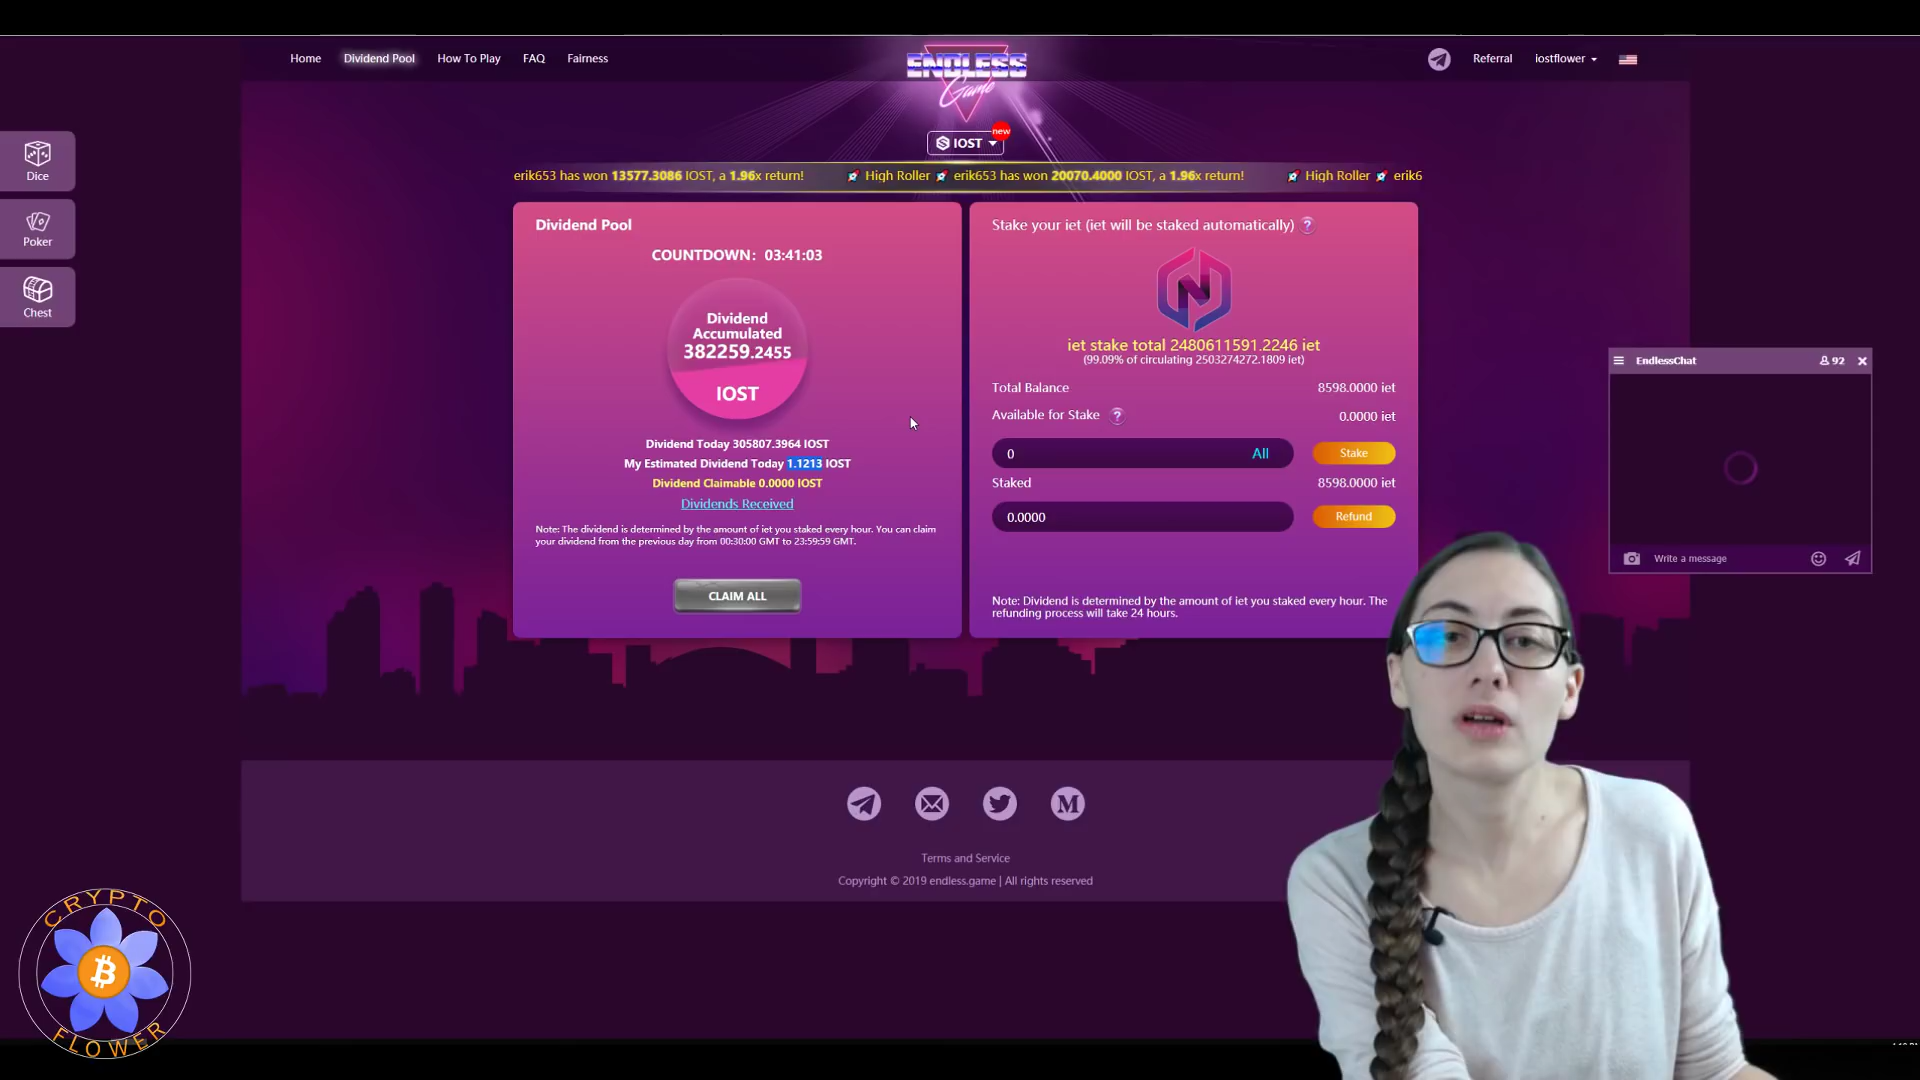 Home
Dividend Pool
How To Play
FAQ
Fairness
ENDLESS
Game
Referral
iostflower
new
IOST
erik653 has won 13577.3086 IOST, a 1.96x return!
High Roller
erik653 has won 20070.4000 IOST, a 1.96x return!
High Roller
erik6
Dice
Poker
Chest
Dividend Pool
COUNTDOWN: 03:41:03
Dividend
Accumulated
382259.2455
IOST
Dividend Today 305807.3964 IOST
My Estimated Dividend Today 1.1213 IOST
Dividend Claimable 0.0000 IOST
Dividends Received
Note: The dividend is determined by the amount of iet you staked every hour. You can claim
your dividend from the previous day from 00:30:00 GMT to 23:59:59 GMT.
CLAIM ALL
Stake your iet (iet will be staked automatically) ?
iet stake total 2480611591.2246 iet
(99.09% of circulating 2503274272.1809 iet)
Total Balance 8598.0000 iet
Available for Stake ? 0.0000 iet
0 All Stake
Staked 8598.0000 iet
0.0000 Refund
Note: Dividend is determined by the amount of iet you staked every hour. The
refunding process will take 24 hours.
EndlessChat 92
Write a message
M
Terms and Service
Copyright © 2019 endless.game | All rights reserved
CRYPTO
FLOWER